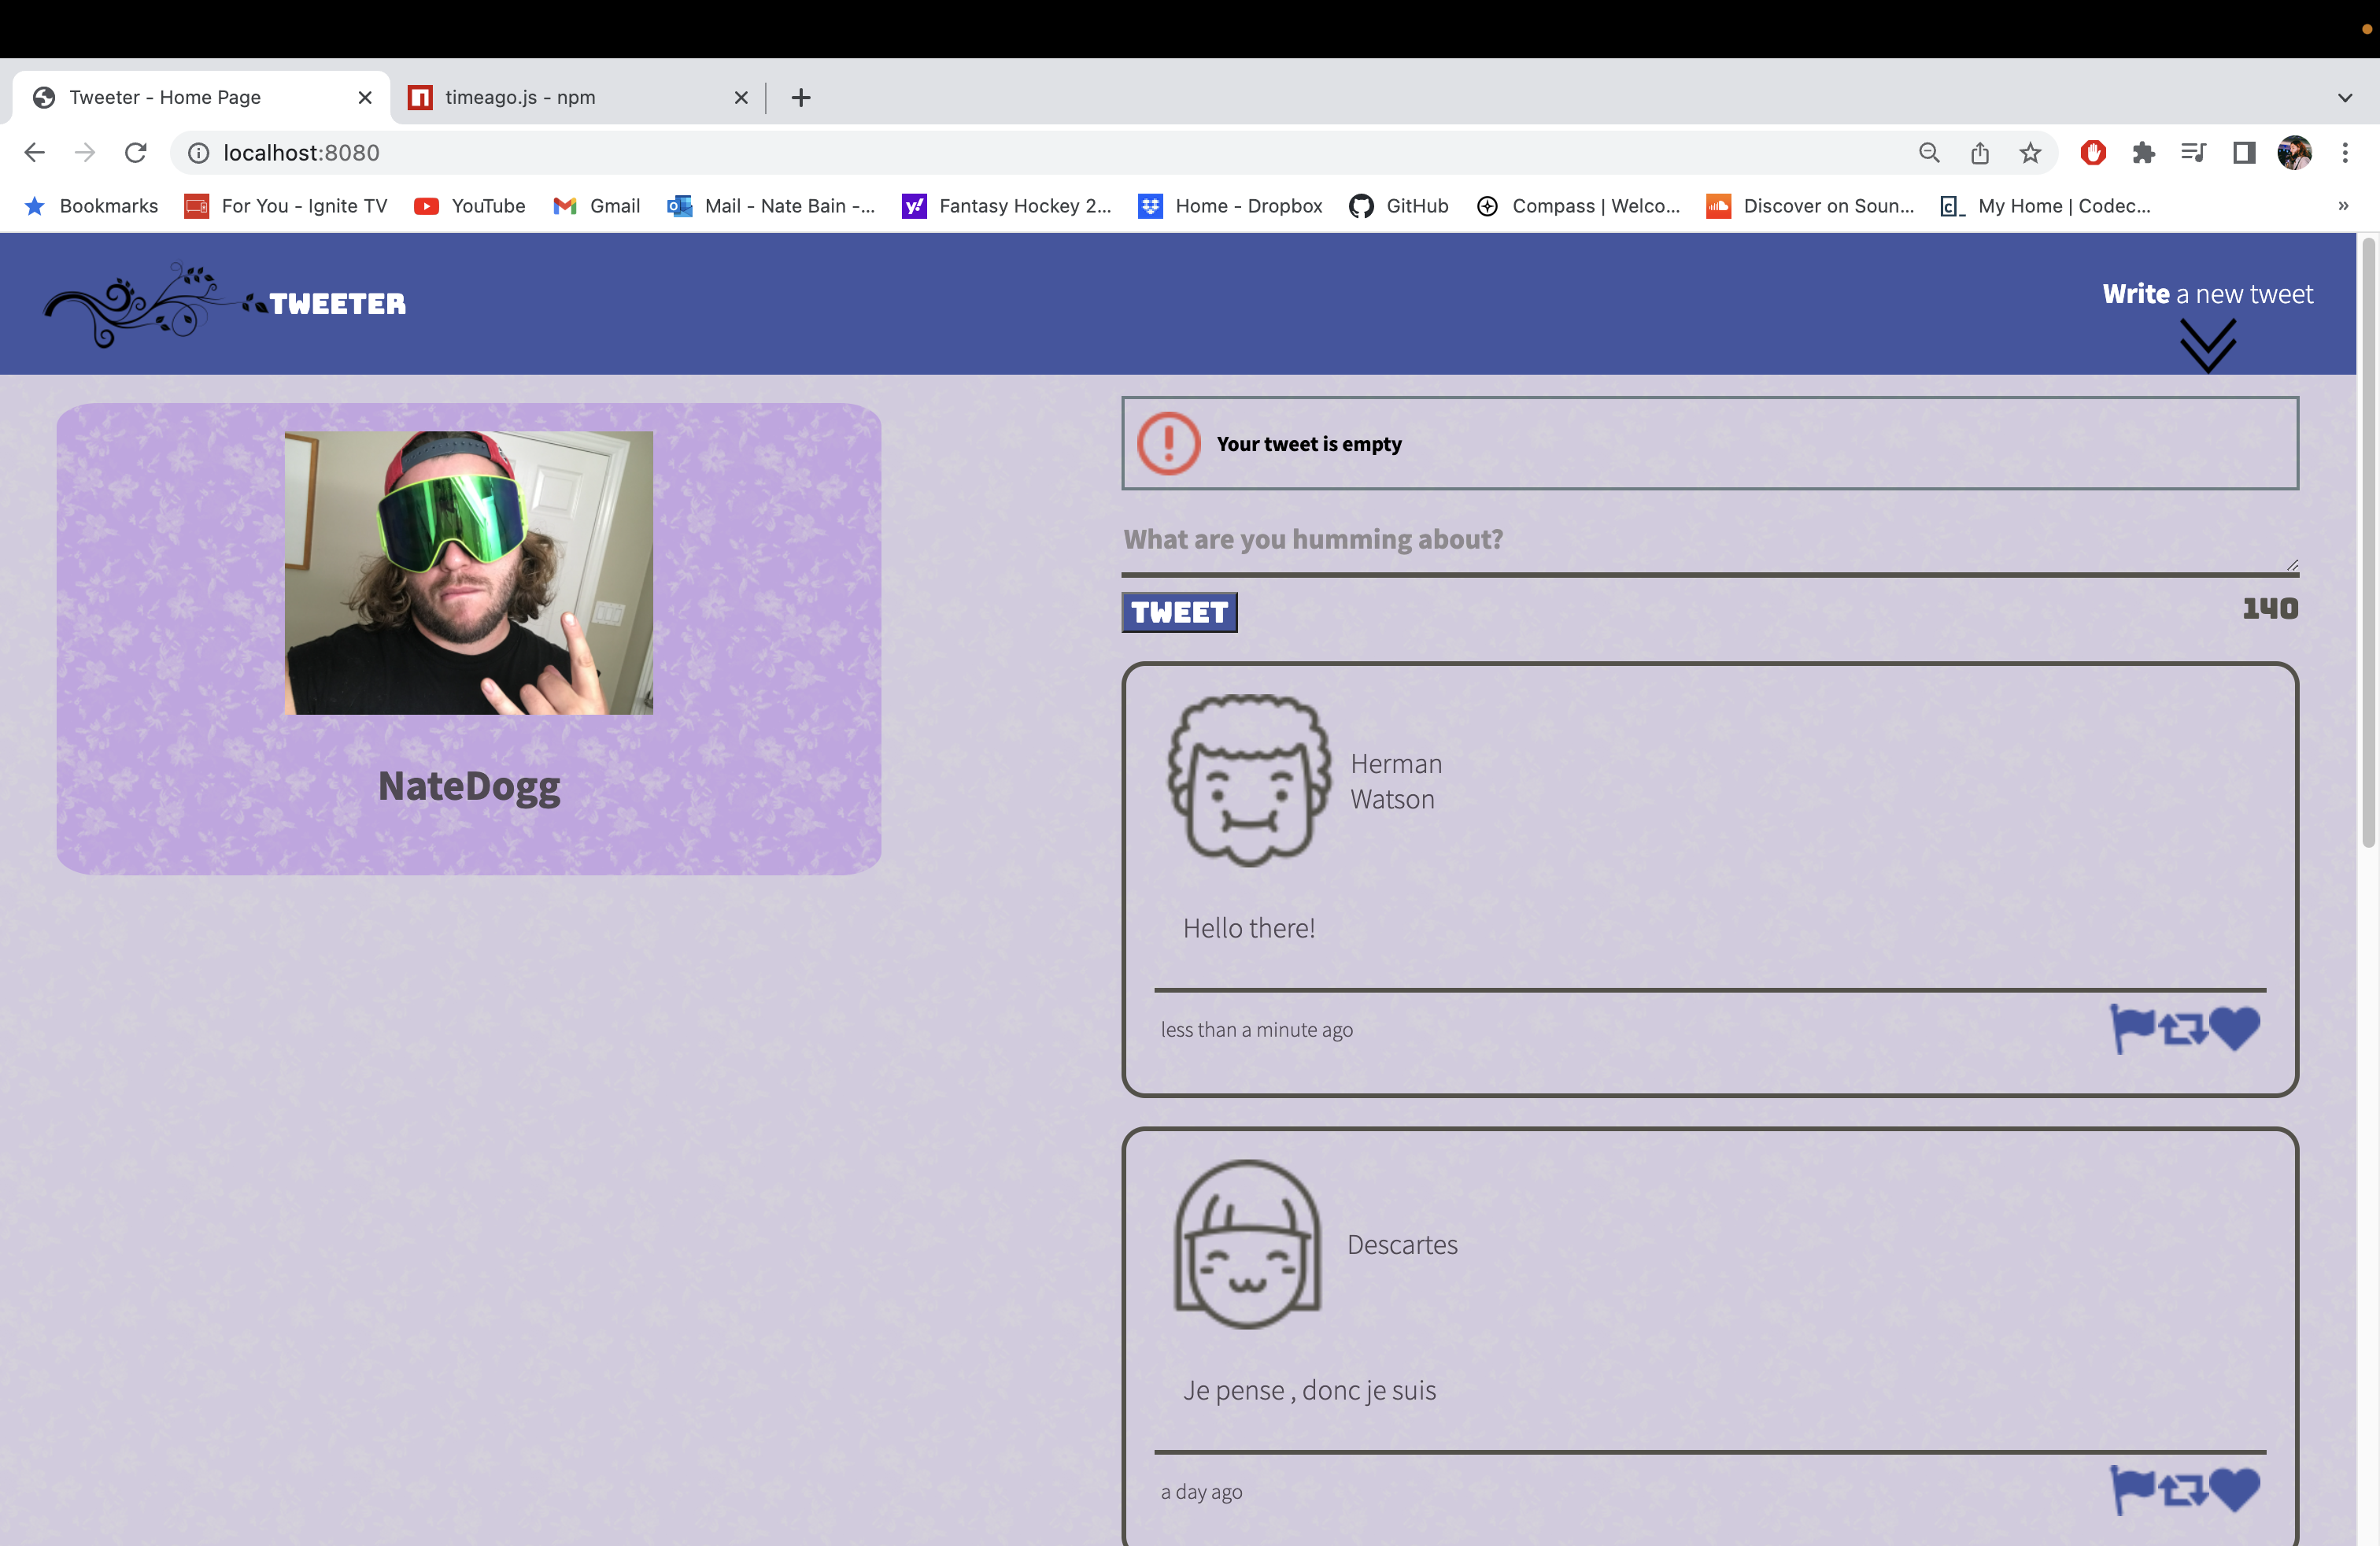 Tweeter - Home Page
timeago.js - npm
localhost:8080
Bookmarks
For You - Ignite TV
YouTube
Gmail
Mail - Nate Bain -...
Fantasy Hockey 2...
Home - Dropbox
GitHub
Compass | Welco...
Discover on Soun...
My Home | Codec...
TWEETER
Write a new tweet
NateDogg
Your tweet is empty
What are you humming about?
TWEET
140
Herman
Watson
Hello there!
less than a minute ago
Descartes
Je pense , donc je suis
a day ago